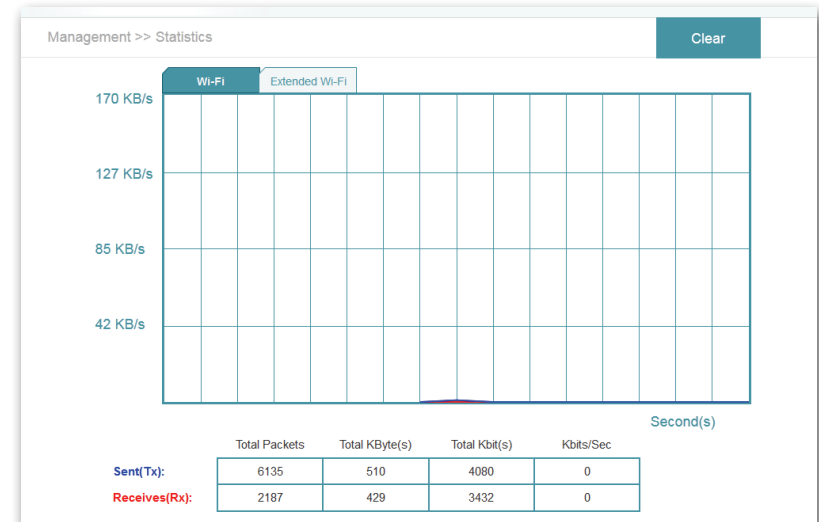 Management >> Statistics
Clear
Wi-Fi Extended Wi-Fi
170 KB/s
127 KB/s
85 KB/s
42 KB/s
Second(s)
Total Packets Total KByte(s) Total Kbit(s) Kbits/Sec
Sent(Tx): 6135 510 4080 0
Receives(Rx): 2187 429 3432 0